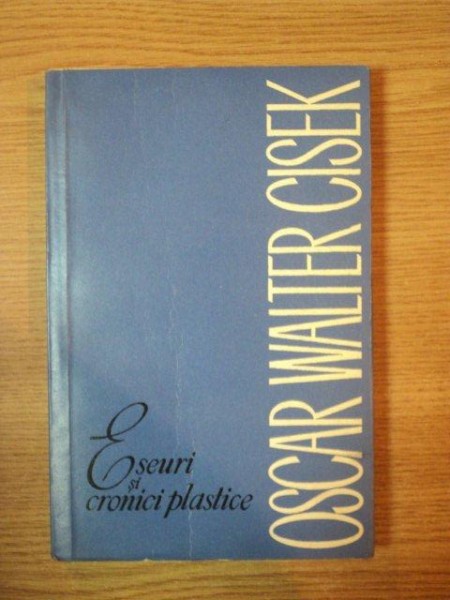 OSCAR WALTER CISEK
Eseuri
și
cronici plastice